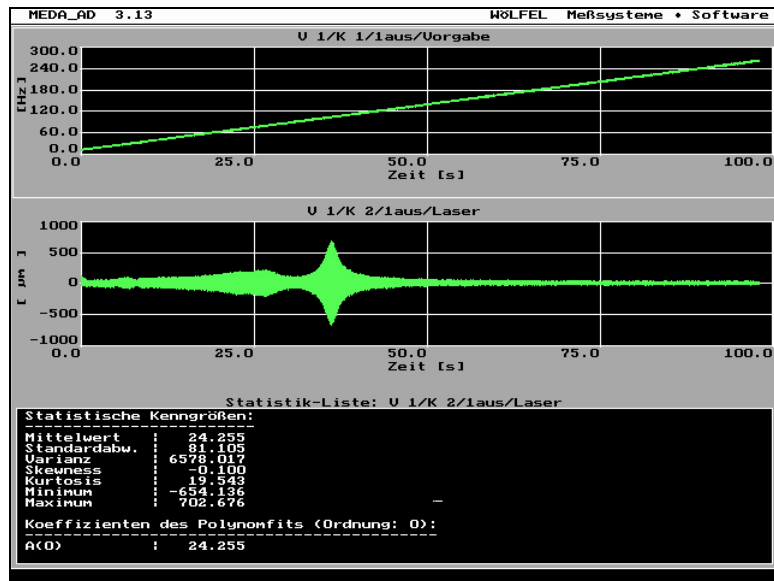 MEDA_AD 3.13 WÖLFEL Meßsysteme ♦ Software
V 1/K 1/1aus/Vorgabe
300.0
240.0
180.0
120.0
60.0
0.0
[Hz]
0.0 25.0 50.0 75.0 100.0
Zeit [s]
V 1/K 2/1aus/Laser
1000
500
0
-500
-1000
[ µm ]
0.0 25.0 50.0 75.0 100.0
Zeit [s]
Statistik-Liste: V 1/K 2/1aus/Laser
Statistische Kenngrößen:
Mittelwert | 24.255
Standardabw. | 81.105
Varianz | 6578.017
Skewness | -0.100
Kurtosis | 19.543
Minimum | -654.136
Maximum | 702.676
Koeffizienten des Polynomfits (Ordnung: 0):
A(0) | 24.255